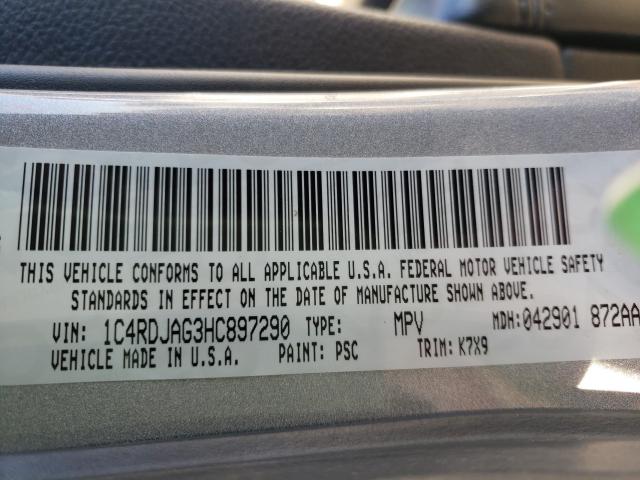 THIS VEHICLE CONFORMS TO ALL APPLICABLE U.S.A. FEDERAL MOTOR VEHICLE SAFETY
STANDARDS IN EFFECT ON THE DATE OF MANUFACTURE SHOWN ABOVE.
VIN: 1C4RDJAG3HC897290 TYPE: MPV MDH:042901 872AA
VEHICLE MADE IN U.S.A. PAINT: PSC TRIM: K7X9